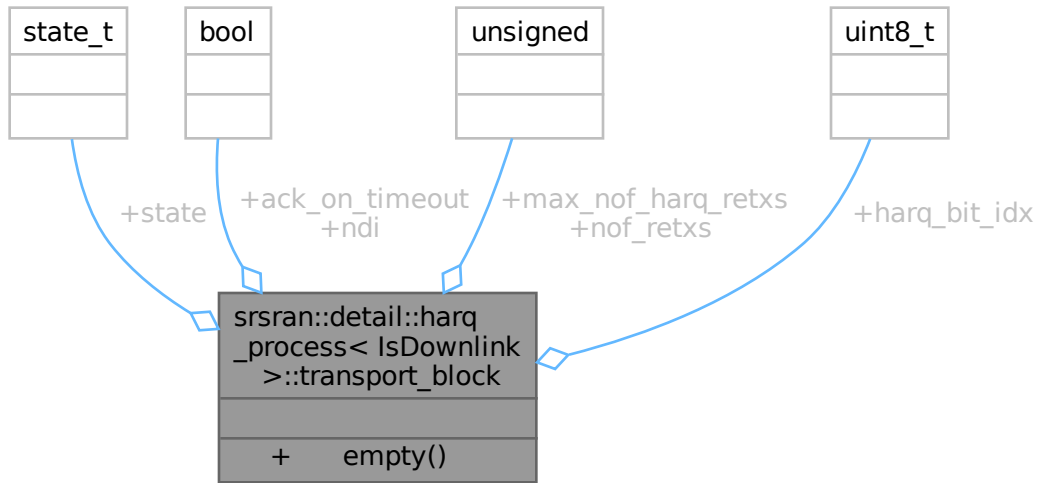 state_t
bool
unsigned
uint8_t
+state
+ack_on_timeout
+ndi
+max_nof_harq_retxs
+nof_retxs
+harq_bit_idx
srsran::detail::harq
_process< IsDownlink
>::transport_block
+ empty()